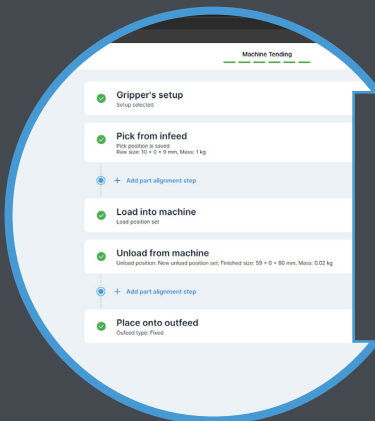 Machine Tending
Gripper's setup
Setup selected
Pick from infeed
Pick position is saved
Raw size: 10 × 0 × 9 mm, Mass: 1 kg
+ Add part alignment step
Load into machine
Load position set
Unload from machine
Unload position: New unload position set; Finished size: 59 × 0 × 80 mm, Mass: 0.02 kg
+ Add part alignment step
Place onto outfeed
Outfeed type: Fixed